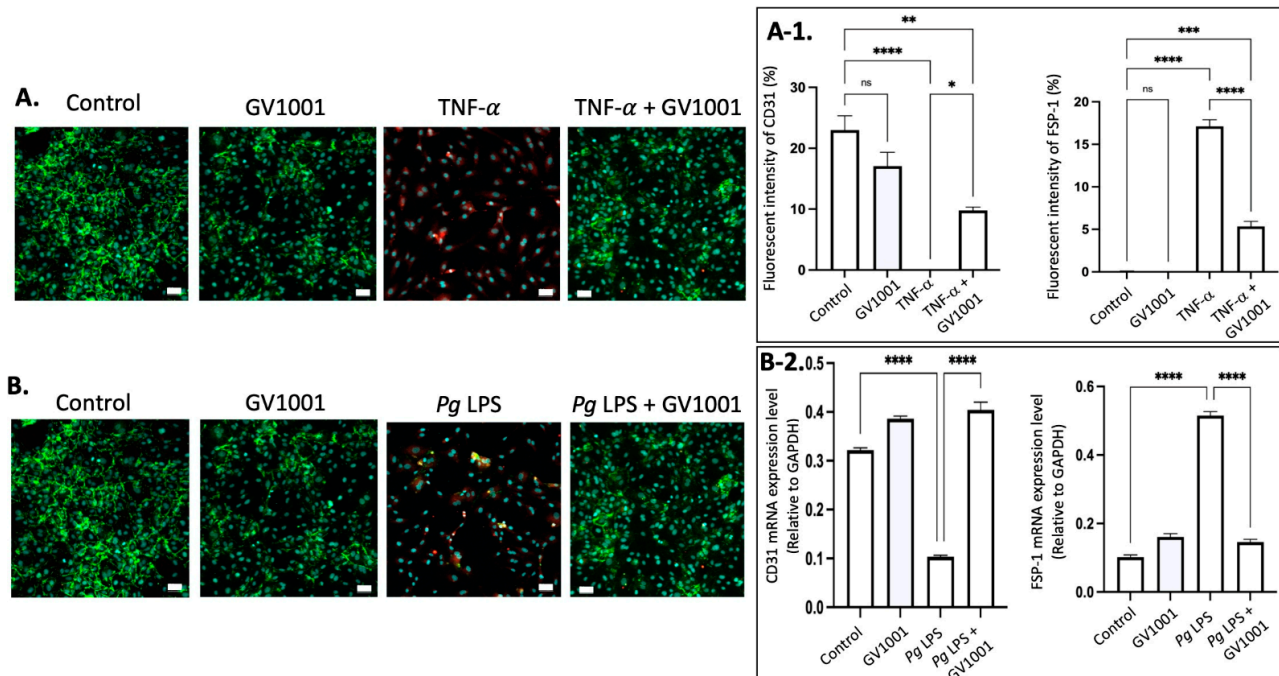 A.
Control
GV1001
TNF-α
TNF-α + GV1001
B.
Control
GV1001
Pg LPS
Pg LPS + GV1001
A-1.
Fluorescent intensity of CD31 (%)
30
20
10
0
**
****
ns
*
Control
GV1001
TNF-α
TNF-α +
GV1001
Fluorescent intensity of FSP-1 (%)
20
15
10
5
0
***
****
ns
****
Control
GV1001
TNF-α
TNF-α +
GV1001
B-2.
CD31 mRNA expression level
(Relative to GAPDH)
0.5
0.4
0.3
0.2
0.1
0.0
****
****
Control
GV1001
Pg LPS
Pg LPS +
GV1001
FSP-1 mRNA expression level
(Relative to GAPDH)
0.6
0.4
0.2
0.0
****
****
Control
GV1001
Pg LPS
Pg LPS +
GV1001